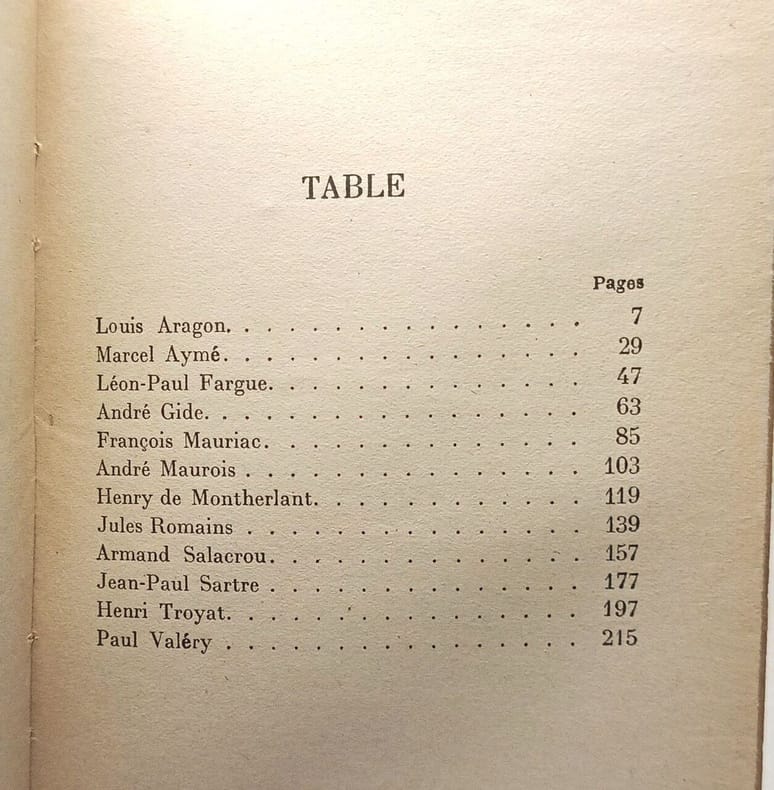 TABLE
Pages
Louis Aragon. . . . . . . . . . . . . . . . 7
Marcel Aymé. . . . . . . . . . . . . . . . 29
Léon-Paul Fargue. . . . . . . . . . . . . . 47
André Gide. . . . . . . . . . . . . . . . . 63
François Mauriac. . . . . . . . . . . . . . 85
André Maurois . . . . . . . . . . . . . . . 103
Henry de Montherlant. . . . . . . . . . . . 119
Jules Romains . . . . . . . . . . . . . . . 139
Armand Salacrou. . . . . . . . . . . . . . 157
Jean-Paul Sartre . . . . . . . . . . . . . . 177
Henri Troyat. . . . . . . . . . . . . . . . 197
Paul Valéry . . . . . . . . . . . . . . . . 215